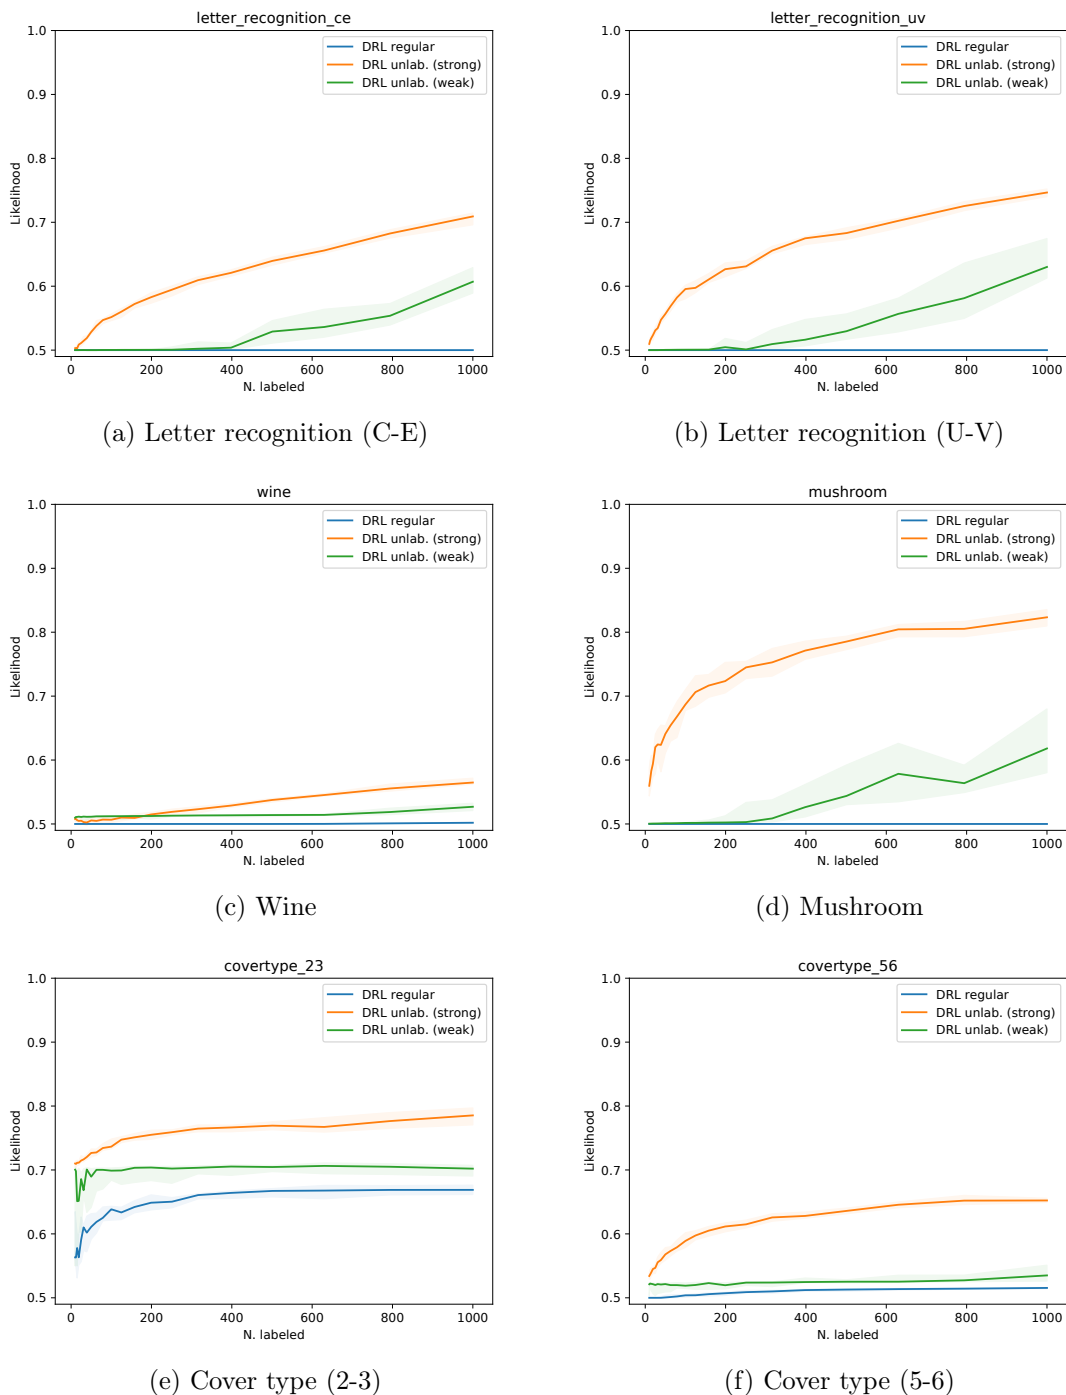 letter_recognition_ce
1.0
0.9
0.8
0.7
0.6
0.5
Likelihood
DRL regular
DRL unlab. (strong)
DRL unlab. (weak)
0 200 400 600 800 1000
N. labeled
(a) Letter recognition (C-E)
letter_recognition_uv
1.0
0.9
0.8
0.7
0.6
0.5
Likelihood
DRL regular
DRL unlab. (strong)
DRL unlab. (weak)
0 200 400 600 800 1000
N. labeled
(b) Letter recognition (U-V)
wine
1.0
0.9
0.8
0.7
0.6
0.5
Likelihood
DRL regular
DRL unlab. (strong)
DRL unlab. (weak)
0 200 400 600 800 1000
N. labeled
(c) Wine
mushroom
1.0
0.9
0.8
0.7
0.6
0.5
Likelihood
DRL regular
DRL unlab. (strong)
DRL unlab. (weak)
0 200 400 600 800 1000
N. labeled
(d) Mushroom
covertype_23
1.0
0.9
0.8
0.7
0.6
0.5
Likelihood
DRL regular
DRL unlab. (strong)
DRL unlab. (weak)
0 200 400 600 800 1000
N. labeled
(e) Cover type (2-3)
covertype_56
1.0
0.9
0.8
0.7
0.6
0.5
Likelihood
DRL regular
DRL unlab. (strong)
DRL unlab. (weak)
0 200 400 600 800 1000
N. labeled
(f) Cover type (5-6)